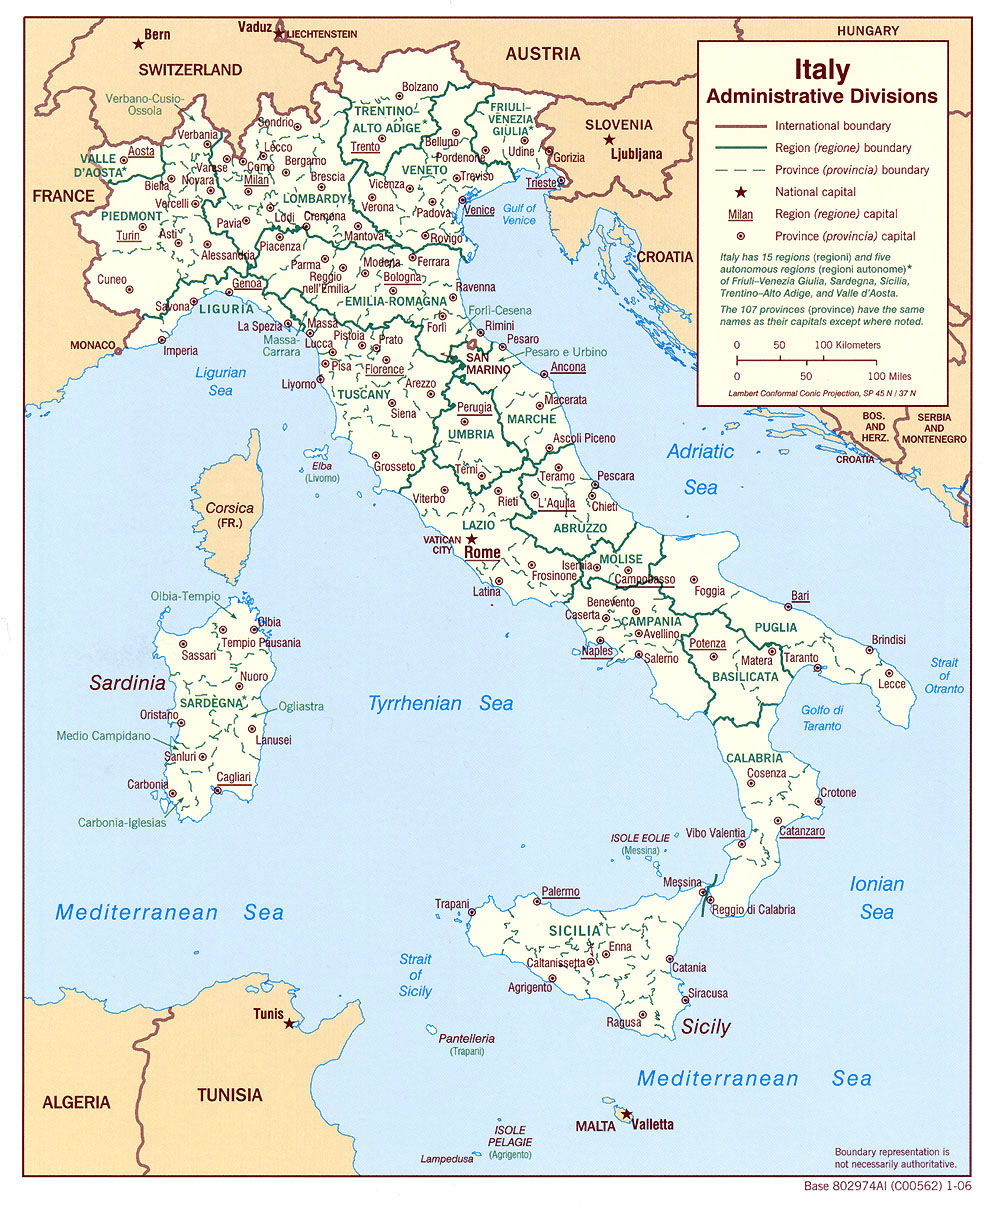 Bern
Vaduz
LIECHTENSTEIN
SWITZERLAND
AUSTRIA
HUNGARY
Italy
Administrative Divisions
International boundary
Region (regione) boundary
Province (provincia) boundary
National capital
Milan Region (regione) capital
Province (provincia) capital
Italy has 15 regions (regioni) and five
autonomous regions (regioni autonome)*
of Friuli–Venezia Giulia, Sardegna, Sicilia,
Trentino–Alto Adige, and Valle d'Aosta.
The 107 provinces (province) have the same
names as their capitals except where noted.
0 50 100 Kilometers
0 50 100 Miles
Lambert Conformal Conic Projection, SP 45 N / 37 N
SLOVENIA
Ljubljana
CROATIA
BOS.
AND
HERZ.
SERBIA
AND
MONTENEGRO
CROATIA
FRANCE
MONACO
Verbano-Cusio-
Ossola
Verbania
Sondrio
Bolzano
TRENTINO–
ALTO ADIGE*
Trento
FRIULI–
VENEZIA
GIULIA*
Belluno
Pordenone
Udine
Gorizia
Trieste
VALLE
D'AOSTA*
Aosta
Biella
Varese
Novara
Vercelli
Como
Lecco
Bergamo
Milan
Brescia
LOMBARDY
Lodi
Cremona
Pavia
Mantova
VENETO
Vicenza
Treviso
Verona
Padova
Venice
Rovigo
Gulf of
Venice
PIEDMONT
Turin
Asti
Alessandria
Cuneo
Piacenza
Parma
Reggio
nell'Emilia
Modena
Ferrara
Bologna
EMILIA-ROMAGNA
Ravenna
Forlì-Cesena
Forlì
Rimini
Genoa
Savona
LIGURIA
La Spezia
Imperia
Massa
Massa-
Carrara
Lucca
Pistoia
Prato
Florence
Pisa
Livorno
Arezzo
TUSCANY
Siena
Grosseto
SAN
MARINO
Pesaro
Pesaro e Urbino
Ancona
Macerata
MARCHE
Ascoli Piceno
Perugia
UMBRIA
Terni
Ligurian
Sea
Elba
(Livorno)
Corsica
(FR.)
Adriatic
Sea
Teramo
Pescara
L'Aquila
Chieti
ABRUZZO
Viterbo
Rieti
LAZIO
VATICAN
CITY
Rome
Frosinone
Latina
Isernia
MOLISE
Campobasso
Foggia
Bari
PUGLIA
Brindisi
Taranto
Lecce
Strait
of
Otranto
Golfo di
Taranto
Benevento
Caserta
CAMPANIA
Avellino
Naples
Salerno
Potenza
Matera
BASILICATA
Olbia-Tempio
Olbia
Tempio Pausania
Sassari
Sardinia
Nuoro
SARDEGNA*
Ogliastra
Oristano
Lanusei
Medio Campidano
Sanluri
Carbonia
Cagliari
Carbonia-Iglesias
Tyrrhenian Sea
CALABRIA
Cosenza
Crotone
Catanzaro
Vibo Valentia
ISOLE EOLIE
(Messina)
Messina
Reggio di Calabria
Ionian
Sea
Mediterranean Sea
Trapani
Palermo
SICILIA*
Enna
Caltanissetta
Catania
Agrigento
Siracusa
Ragusa
Sicily
Strait
of
Sicily
Pantelleria
(Trapani)
Tunis
ALGERIA
TUNISIA
Mediterranean Sea
MALTA
Valletta
ISOLE
PELAGIE
(Agrigento)
Lampedusa
Boundary representation is
not necessarily authoritative.
Base 802974AI (C00562) 1-06